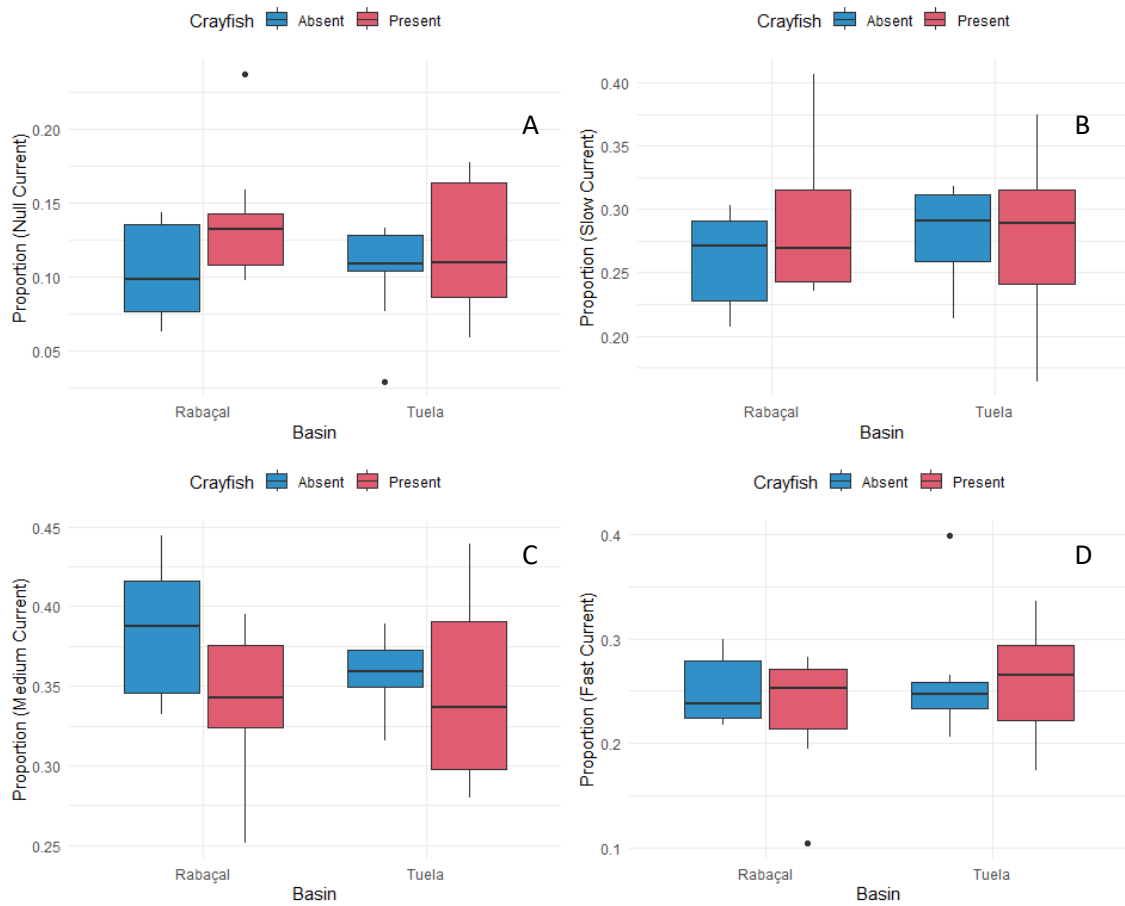 Crayfish Absent Present
A
Proportion (Null Current)
0.20
0.15
0.10
0.05
Rabaçal Tuela
Basin
Crayfish Absent Present
B
Proportion (Slow Current)
0.40
0.35
0.30
0.25
0.20
Rabaçal Tuela
Basin
Crayfish Absent Present
C
Proportion (Medium Current)
0.45
0.40
0.35
0.30
0.25
Rabaçal Tuela
Basin
Crayfish Absent Present
D
Proportion (Fast Current)
0.4
0.3
0.2
0.1
Rabaçal Tuela
Basin